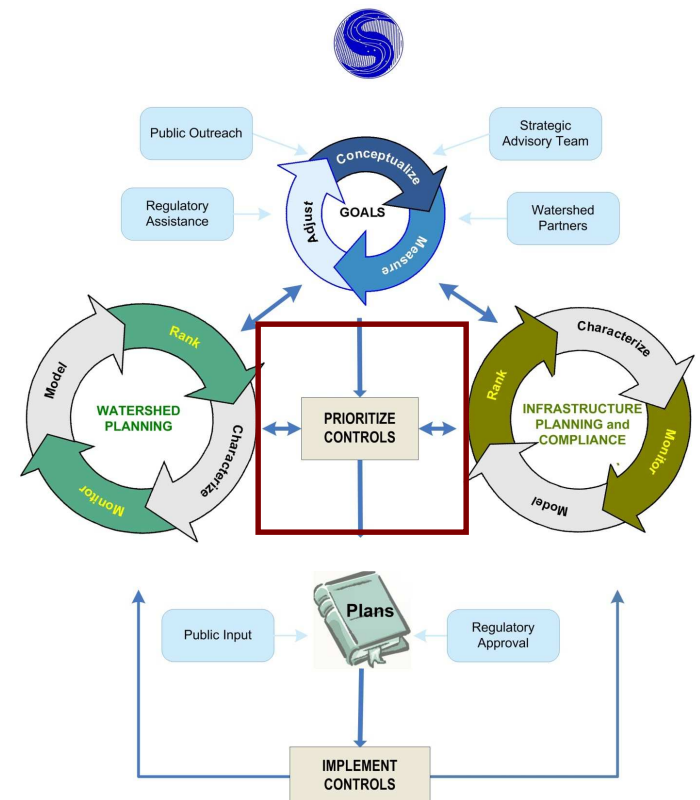 Public Outreach
Strategic
Advisory Team
Conceptualize
Regulatory
Assistance
Adjust
GOALS
Measure
Watershed
Partners
Rank
Model
WATERSHED
PLANNING
Characterize
Monitor
PRIORITIZE
CONTROLS
Characterize
Rank
INFRASTRUCTURE
PLANNING and
COMPLIANCE
Monitor
Model
Public Input
Plans
Regulatory
Approval
IMPLEMENT
CONTROLS